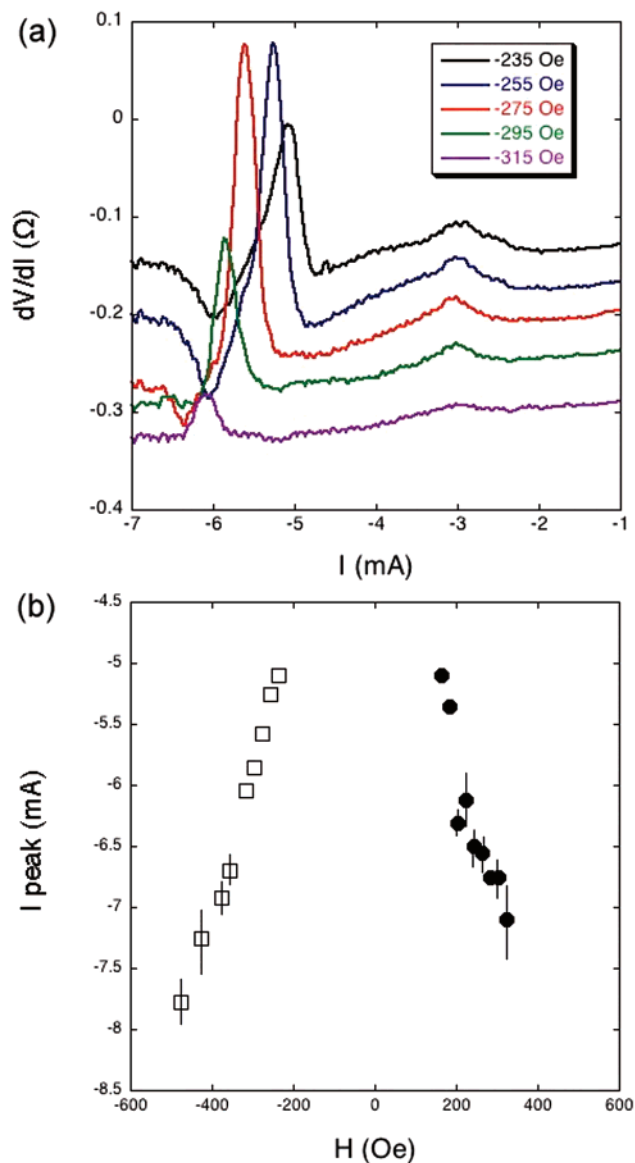 (a)
0.1
0
-0.1
-0.2
-0.3
-0.4
dV/dI (Ω)
-235 Oe
-255 Oe
-275 Oe
-295 Oe
-315 Oe
-7 -6 -5 -4 -3 -2 -1
I (mA)
(b)
-4.5
-5
-5.5
-6
-6.5
-7
-7.5
-8
-8.5
I peak (mA)
-600 -400 -200 0 200 400 600
H (Oe)